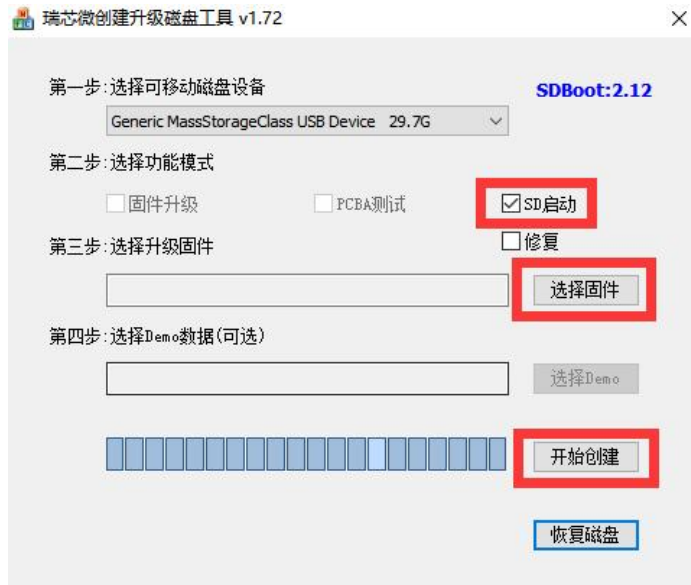 瑞芯微创建升级磁盘工具 v1.72
第一步:选择可移动磁盘设备
SDBoot:2.12
Generic MassStorageClass USB Device 29.7G
第二步:选择功能模式
固件升级 PCBA测试 SD启动
修复
第三步:选择升级固件
选择固件
第四步:选择Demo数据(可选)
选择Demo
开始创建
恢复磁盘